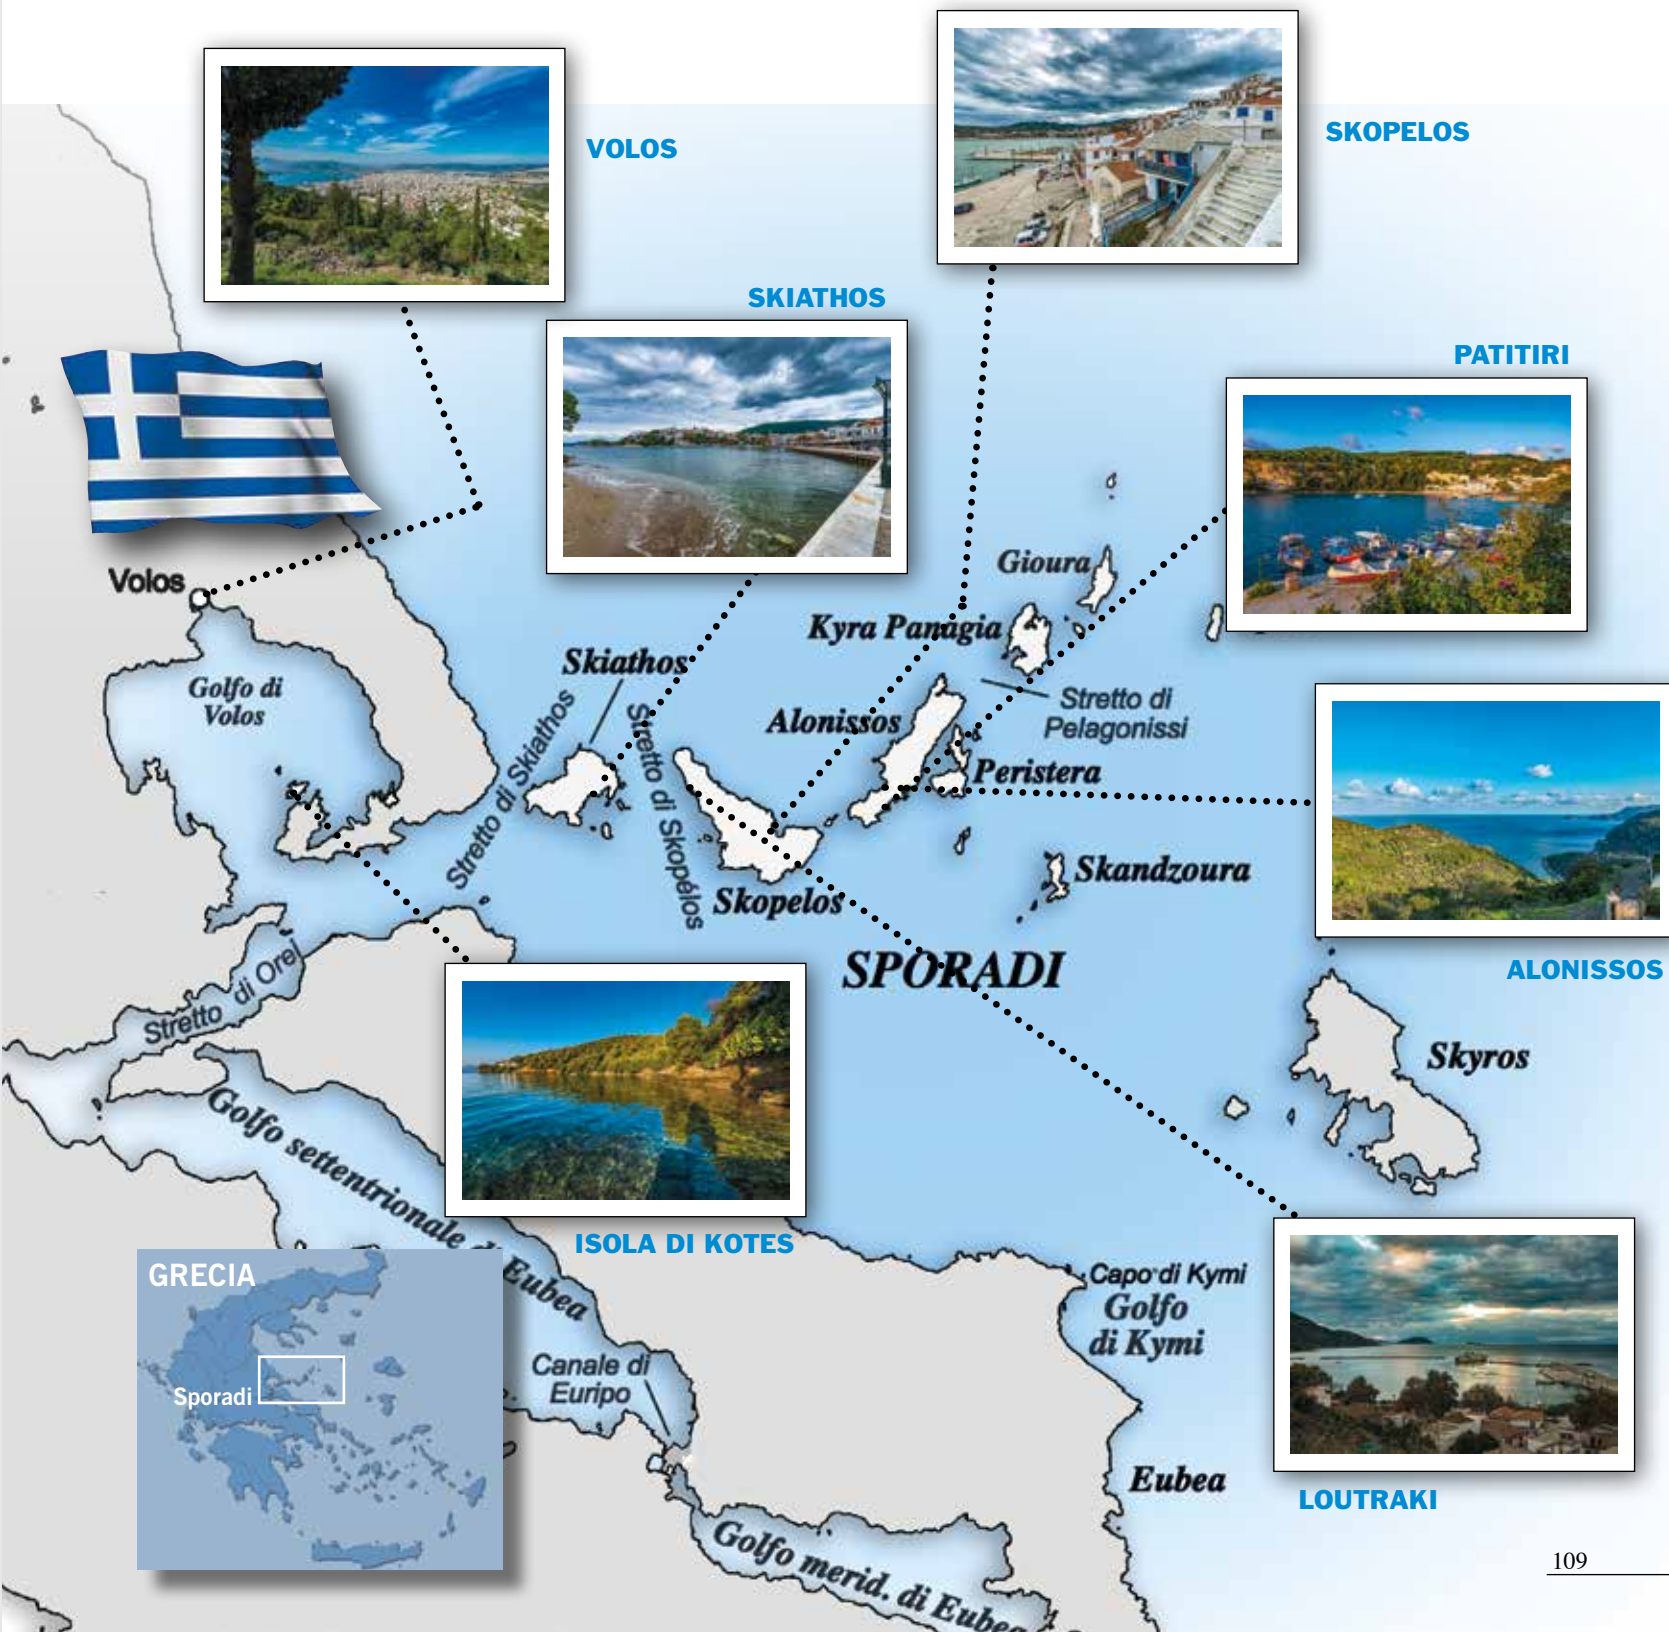 VOLOS
SKOPELOS
SKIATHOS
PATITIRI
Volos
Gioura
Kyra Panagia
Skiathos
Golfo di
Volos
Stretto di
Pelagonissi
Alonissos
Stretto di Skiathos
Stretto di Skopélos
Peristera
Skandzoura
Skopelos
SPORADI
ALONISSOS
Stretto di Orei
Skyros
Golfo settentrionale di Eubea
ISOLA DI KOTES
GRECIA
Sporadi
Capo di Kymi
Golfo
di Kymi
Canale di
Euripo
Eubea
LOUTRAKI
Golfo merid. di Eubea
109